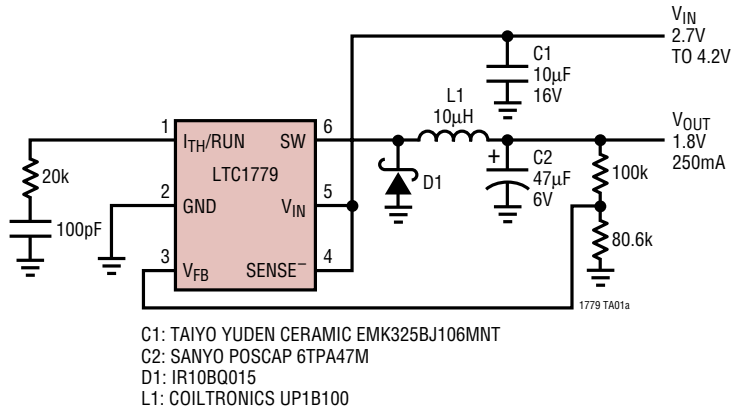 V_IN
2.7V
TO 4.2V
C1
10µF
16V
L1
10µH
V_OUT
1.8V
250mA
1
I_TH/RUN
SW
6
20k
LTC1779
+
C2
47µF
6V
100k
D1
2
GND
V_IN
5
100pF
80.6k
3
V_FB
SENSE⁻
4
1779 TA01a
C1: TAIYO YUDEN CERAMIC EMK325BJ106MNT
C2: SANYO POSCAP 6TPA47M
D1: IR10BQ015
L1: COILTRONICS UP1B100